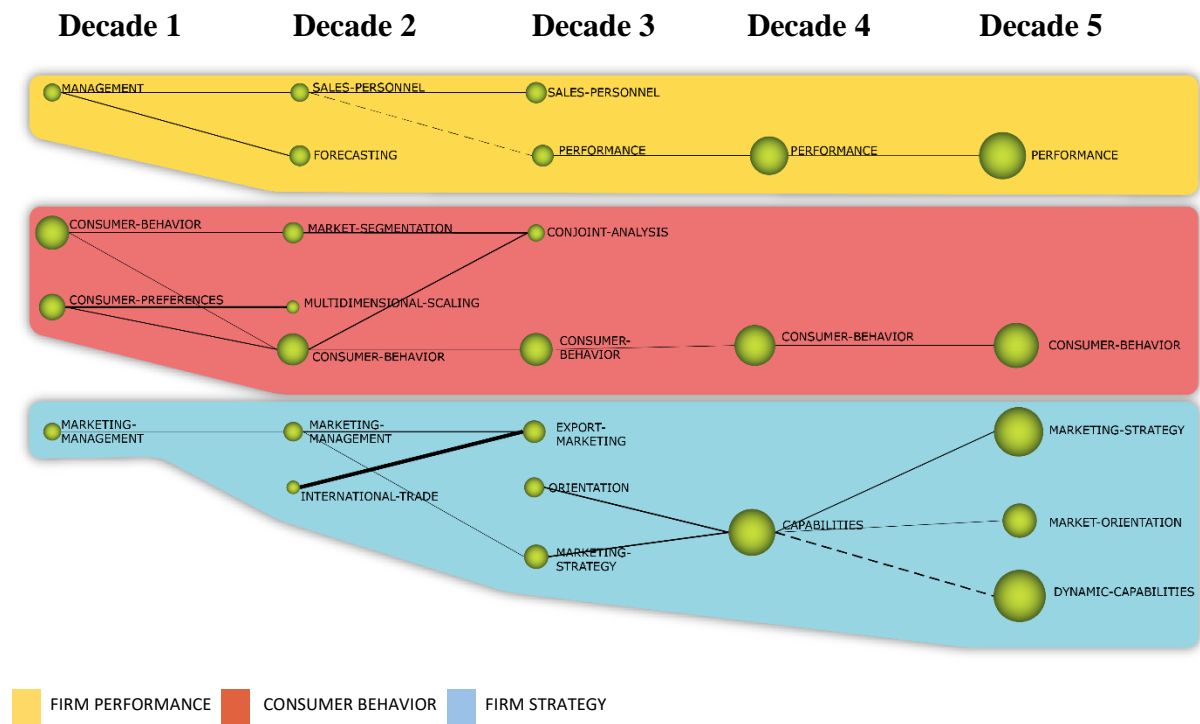 Decade 1 Decade 2 Decade 3 Decade 4 Decade 5
MANAGEMENT
SALES-PERSONNEL
SALES-PERSONNEL
FORECASTING
PERFORMANCE
PERFORMANCE
PERFORMANCE
CONSUMER-BEHAVIOR
MARKET-SEGMENTATION
CONJOINT-ANALYSIS
CONSUMER-PREFERENCES
MULTIDIMENSIONAL-SCALING
CONSUMER-BEHAVIOR
CONSUMER-
BEHAVIOR
CONSUMER-BEHAVIOR
CONSUMER-BEHAVIOR
MARKETING-
MANAGEMENT
MARKETING-
MANAGEMENT
EXPORT-
MARKETING
MARKETING-STRATEGY
INTERNATIONAL-TRADE
ORIENTATION
CAPABILITIES
MARKET-ORIENTATION
MARKETING-
STRATEGY
DYNAMIC-CAPABILITIES
FIRM PERFORMANCE CONSUMER BEHAVIOR FIRM STRATEGY